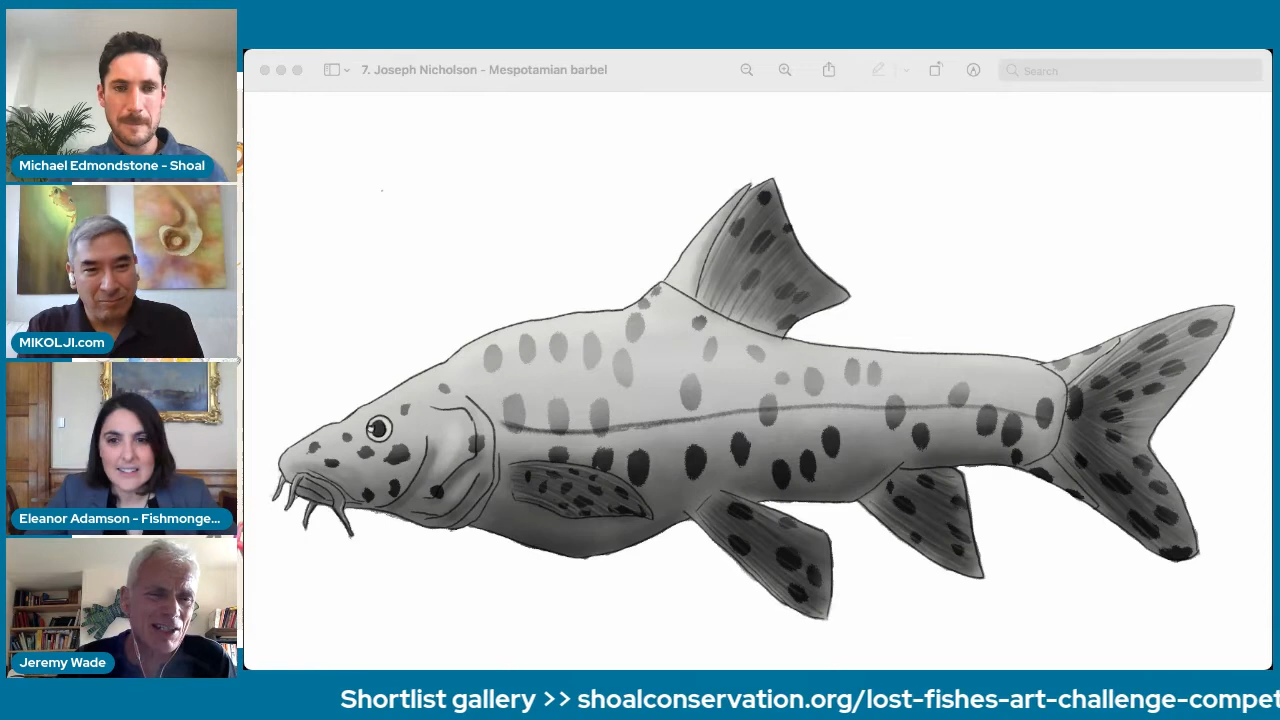 Michael Edmondstone - Shoal
MIKOLJI.com
Eleanor Adamson - Fishmonge...
Jeremy Wade
7. Joseph Nicholson - Mespotamian barbel
Search
Shortlist gallery >> shoalconservation.org/lost-fishes-art-challenge-compet